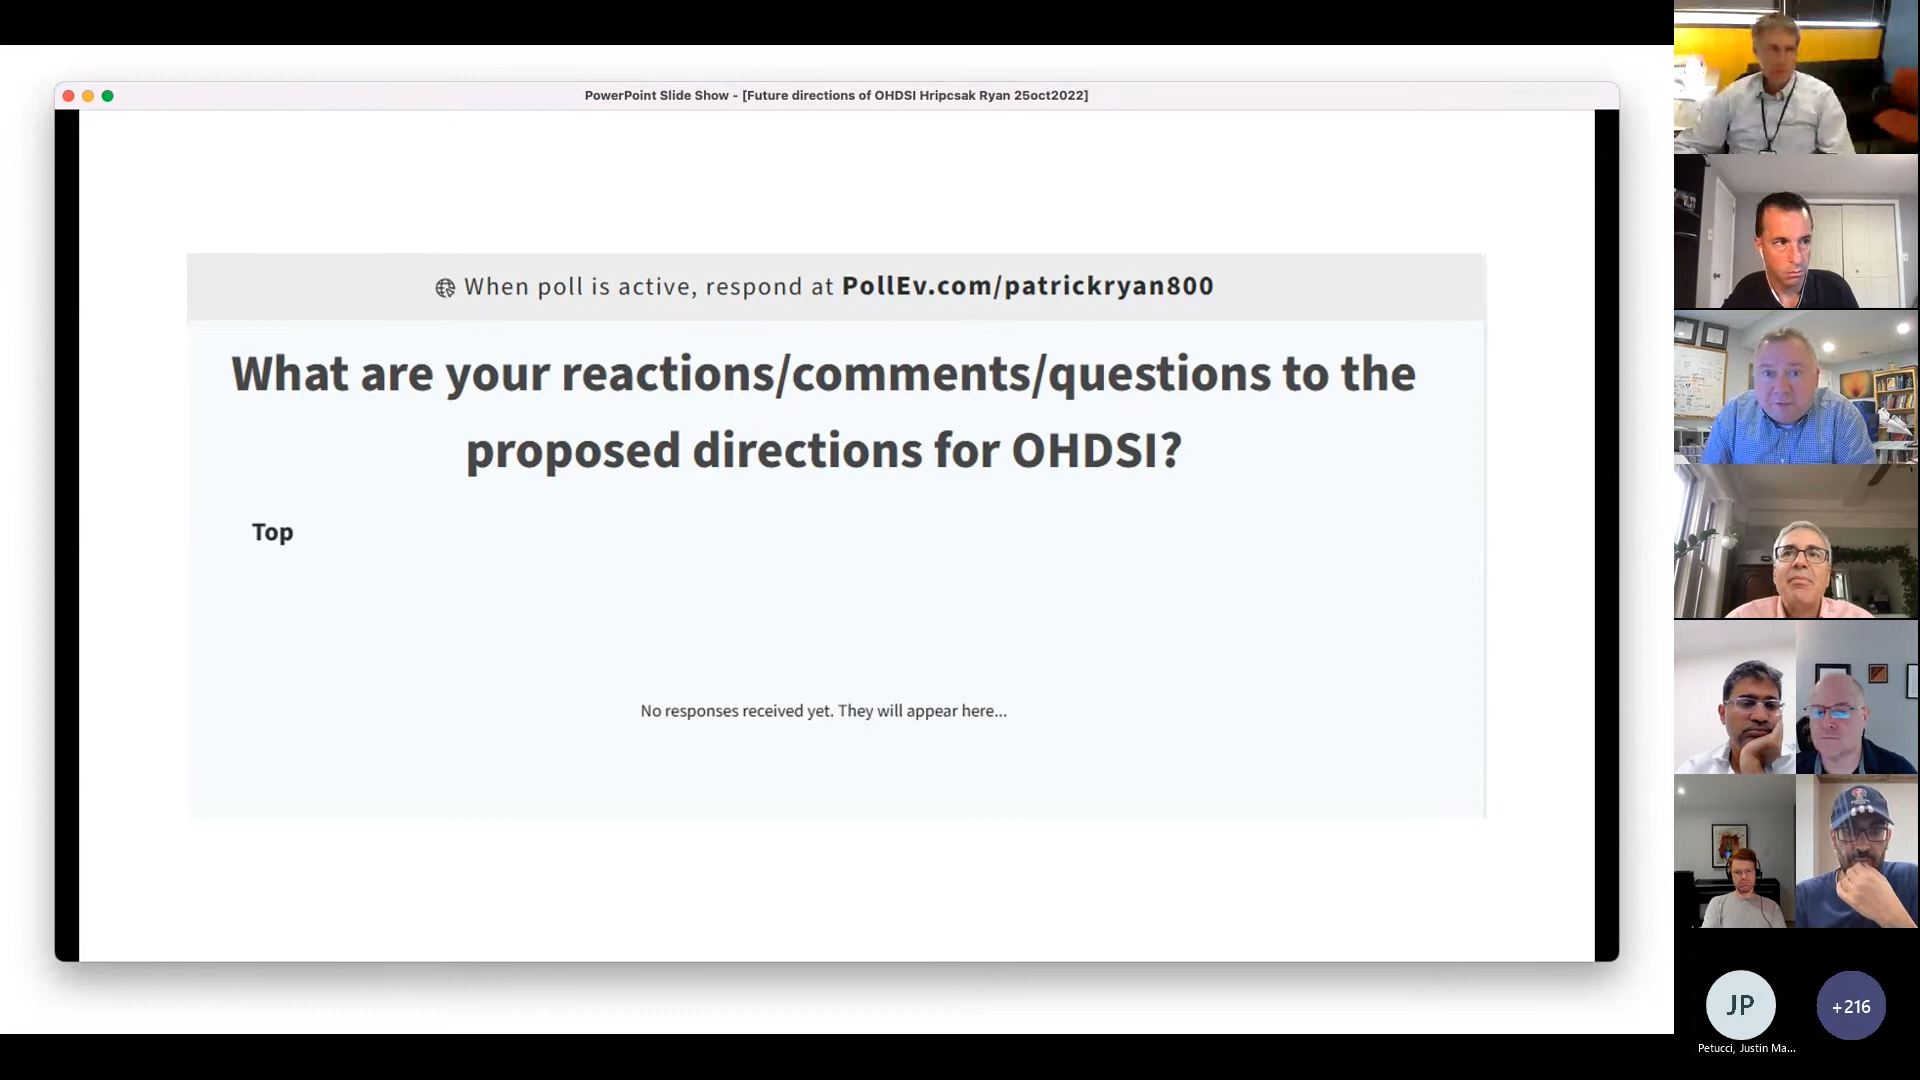 PowerPoint Slide Show - [Future directions of OHDSI Hripcsak Ryan 25oct2022]
When poll is active, respond at PollEv.com/patrickryan800
What are your reactions/comments/questions to the
proposed directions for OHDSI?
Top
No responses received yet. They will appear here...
JP
+216
Petucci, Justin Ma...